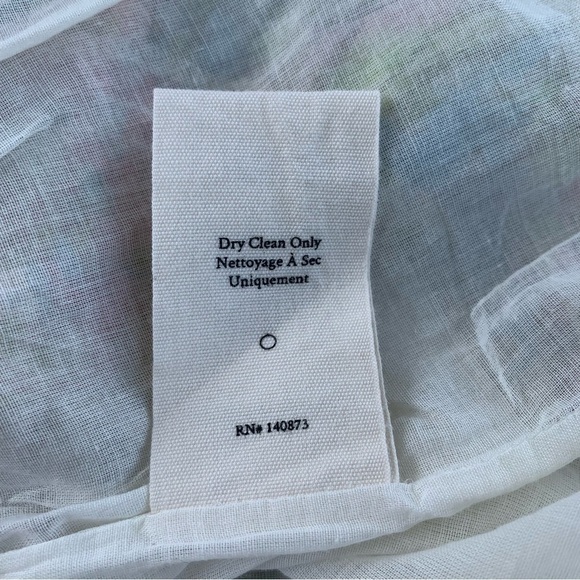 Dry Clean Only
Nettoyage À Sec
Uniquement
RN# 140873